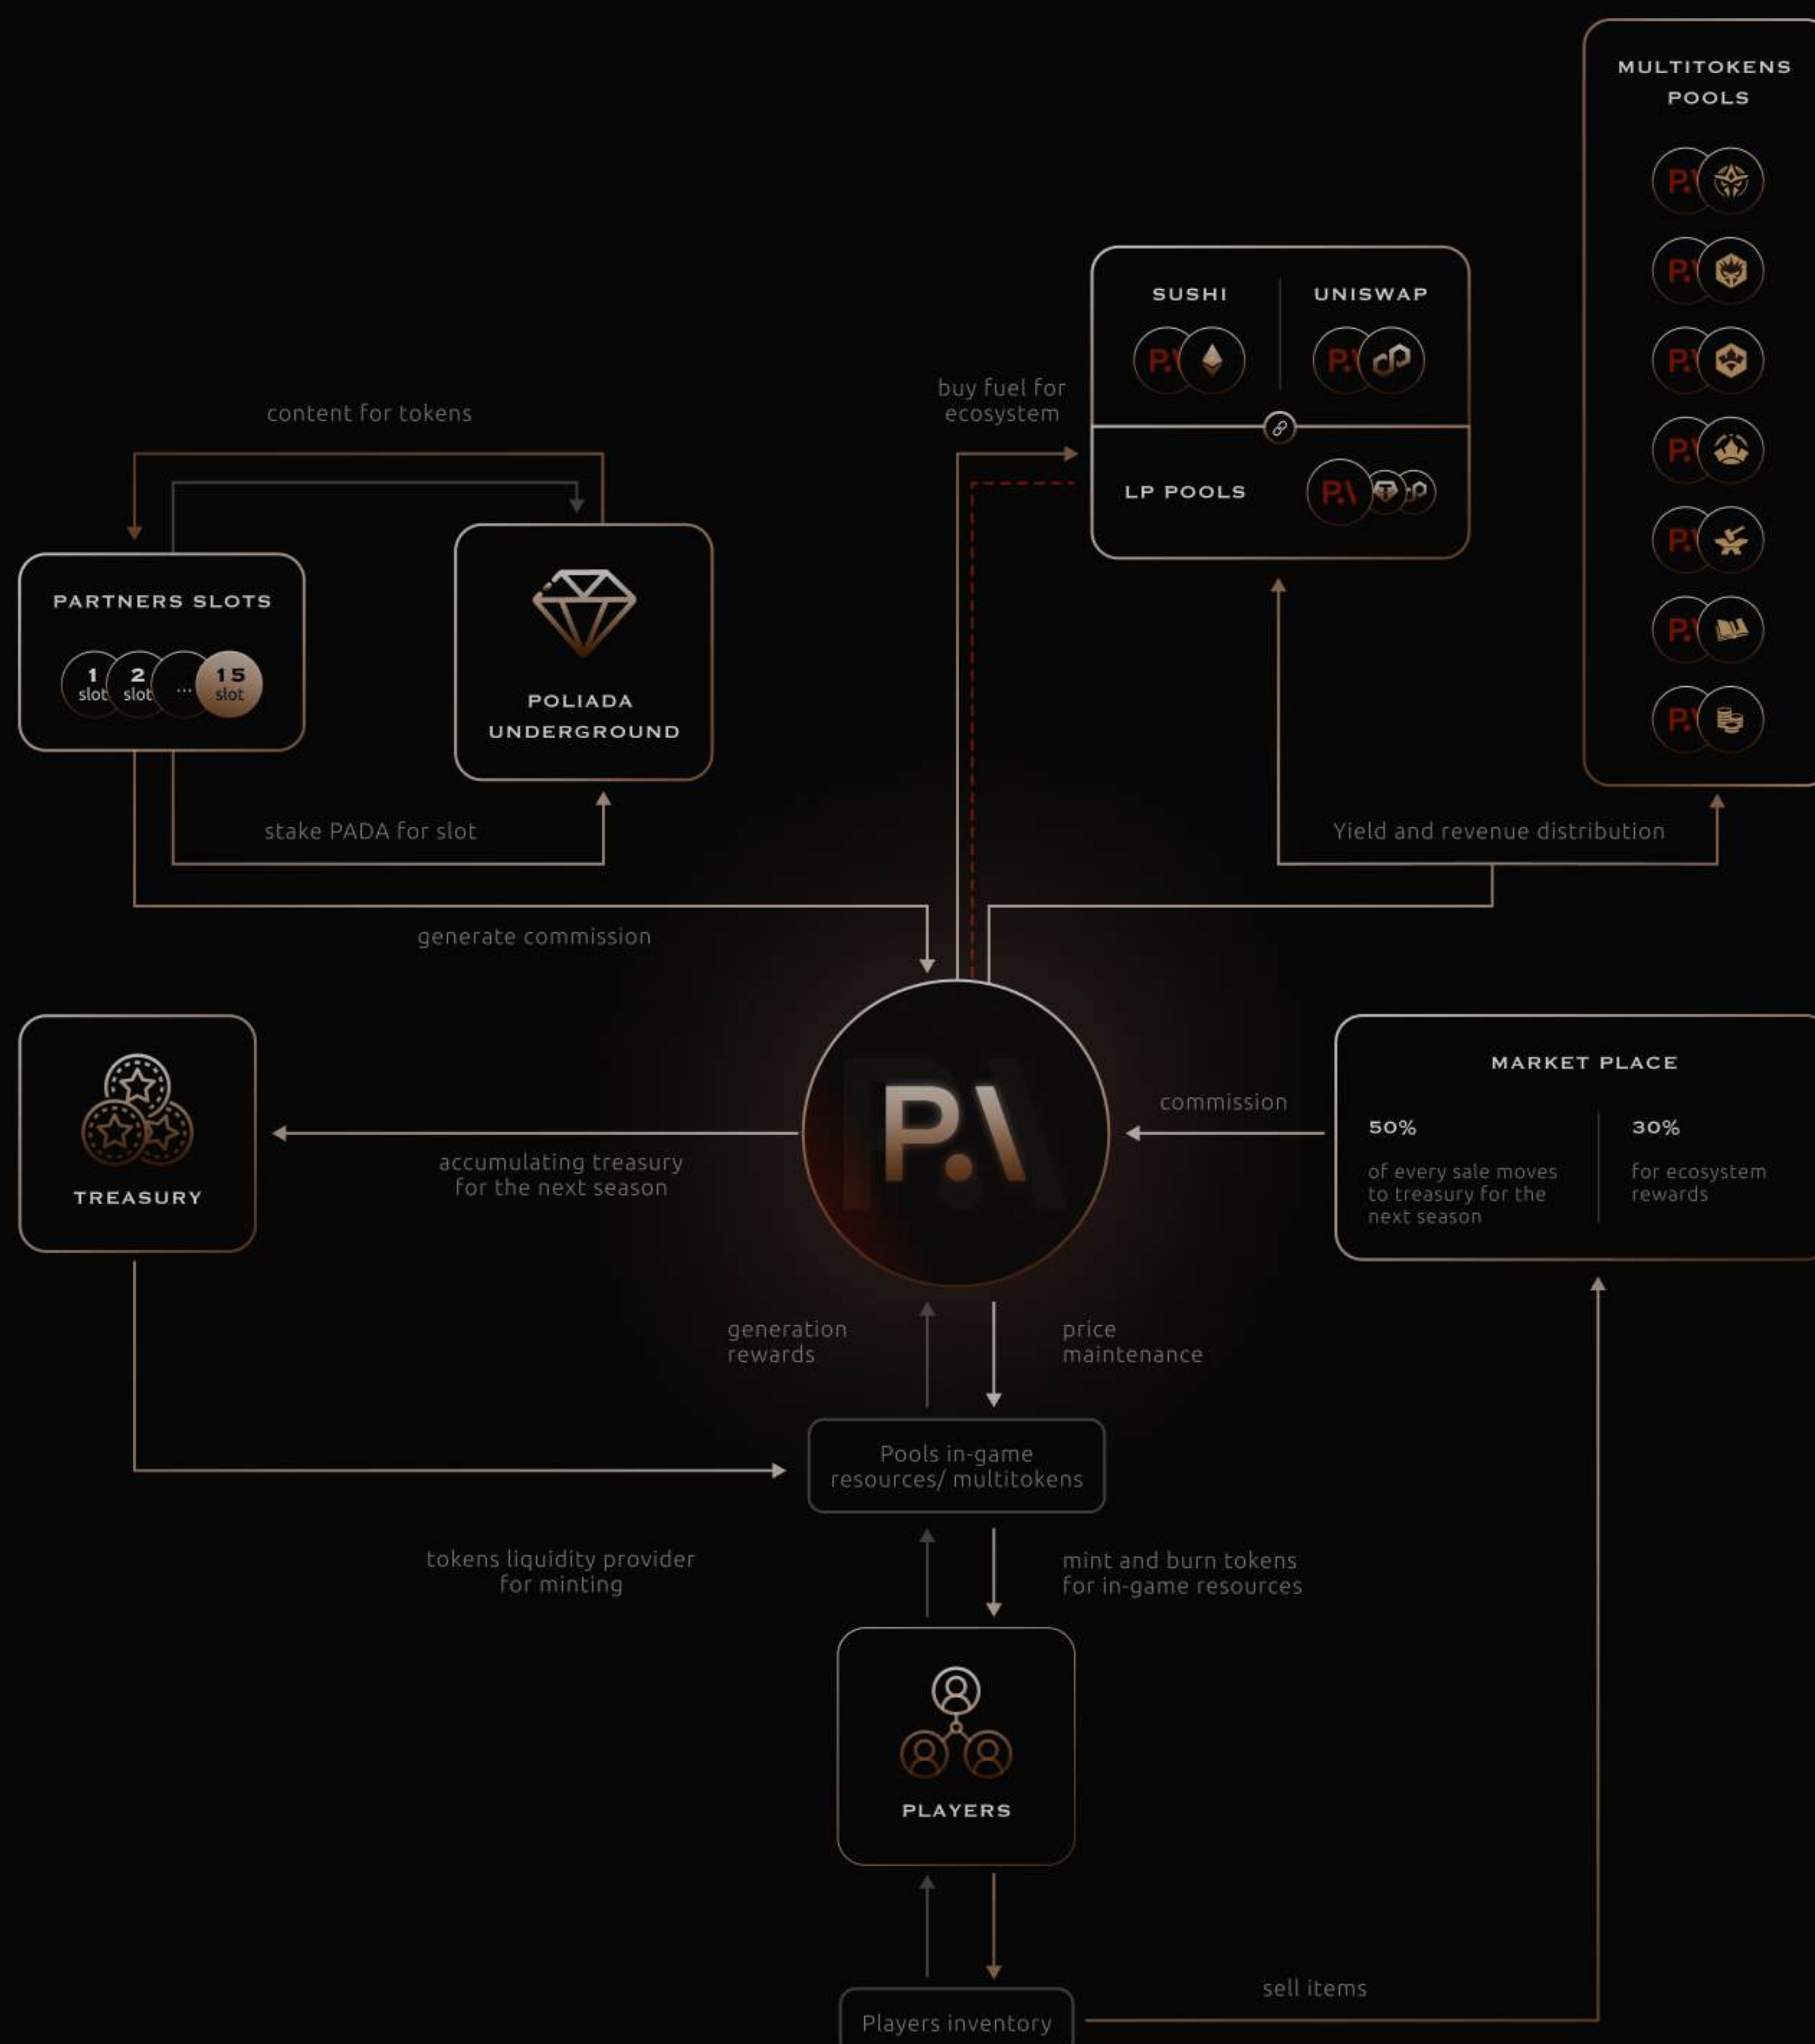 MULTITOKENS
POOLS
P.\
P.\
P.\
P.\
P.\
P.\
P.\
SUSHI
UNISWAP
P.\
P.\
LP POOLS
P.\
buy fuel for
ecosystem
content for tokens
PARTNERS SLOTS
1
slot
2
slot
...
15
slot
POLIADA
UNDERGROUND
stake PADA for slot
generate commission
Yield and revenue distribution
TREASURY
accumulating treasury
for the next season
P.\
commission
MARKET PLACE
50%
of every sale moves
to treasury for the
next season
30%
for ecosystem
rewards
generation
rewards
price
maintenance
Pools in-game
resources/ multitokens
tokens liquidity provider
for minting
mint and burn tokens
for in-game resources
PLAYERS
sell items
Players inventory